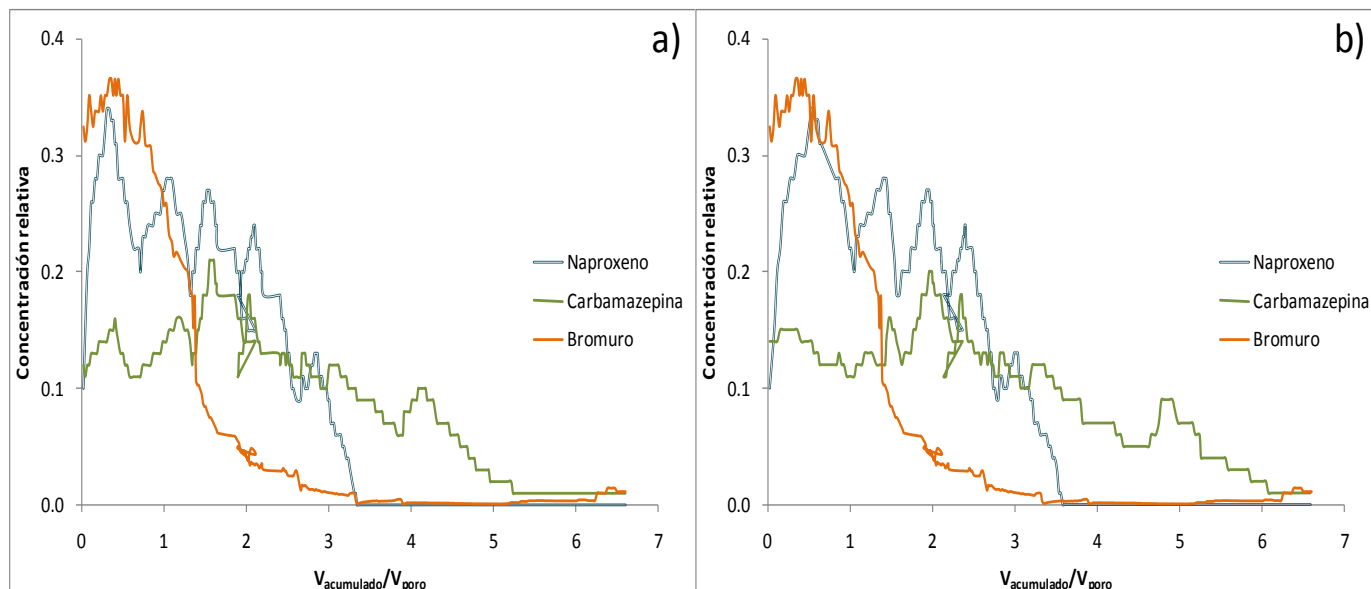 a)
0.4
0.3
0.2
0.1
0.0
Concentración relativa
0 1 2 3 4 5 6 7
Vacumulado/Vporo
Naproxeno
Carbamazepina
Bromuro
b)
0.4
0.3
0.2
0.1
0.0
Concentración relativa
0 1 2 3 4 5 6 7
Vacumulado/Vporo
Naproxeno
Carbamazepina
Bromuro